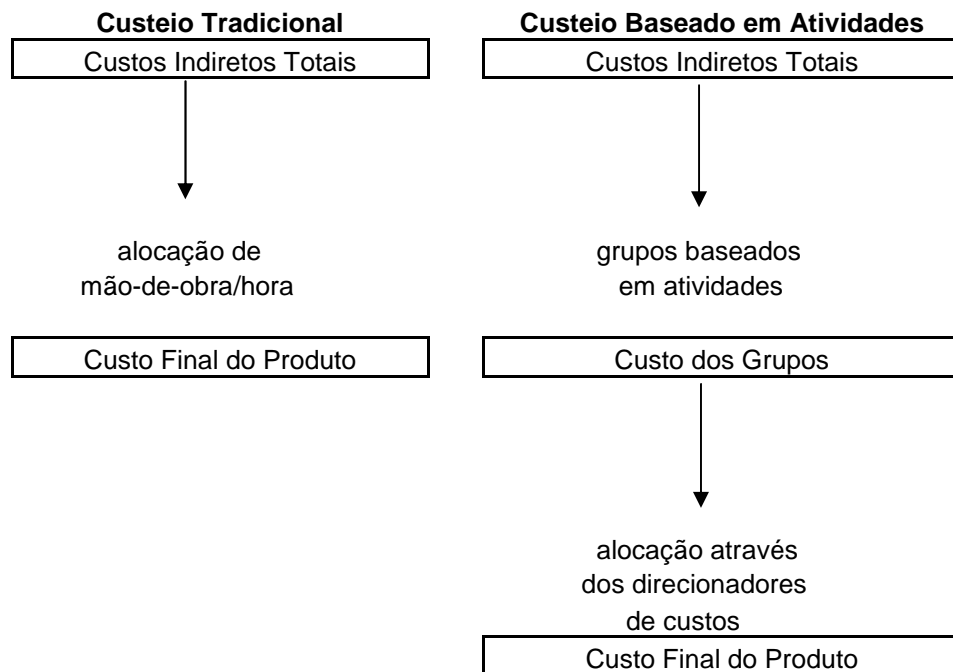 Custeio Tradicional
Custos Indiretos Totais
alocação de
mão-de-obra/hora
Custo Final do Produto
Custeio Baseado em Atividades
Custos Indiretos Totais
grupos baseados
em atividades
Custo dos Grupos
alocação através
dos direcionadores
de custos
Custo Final do Produto